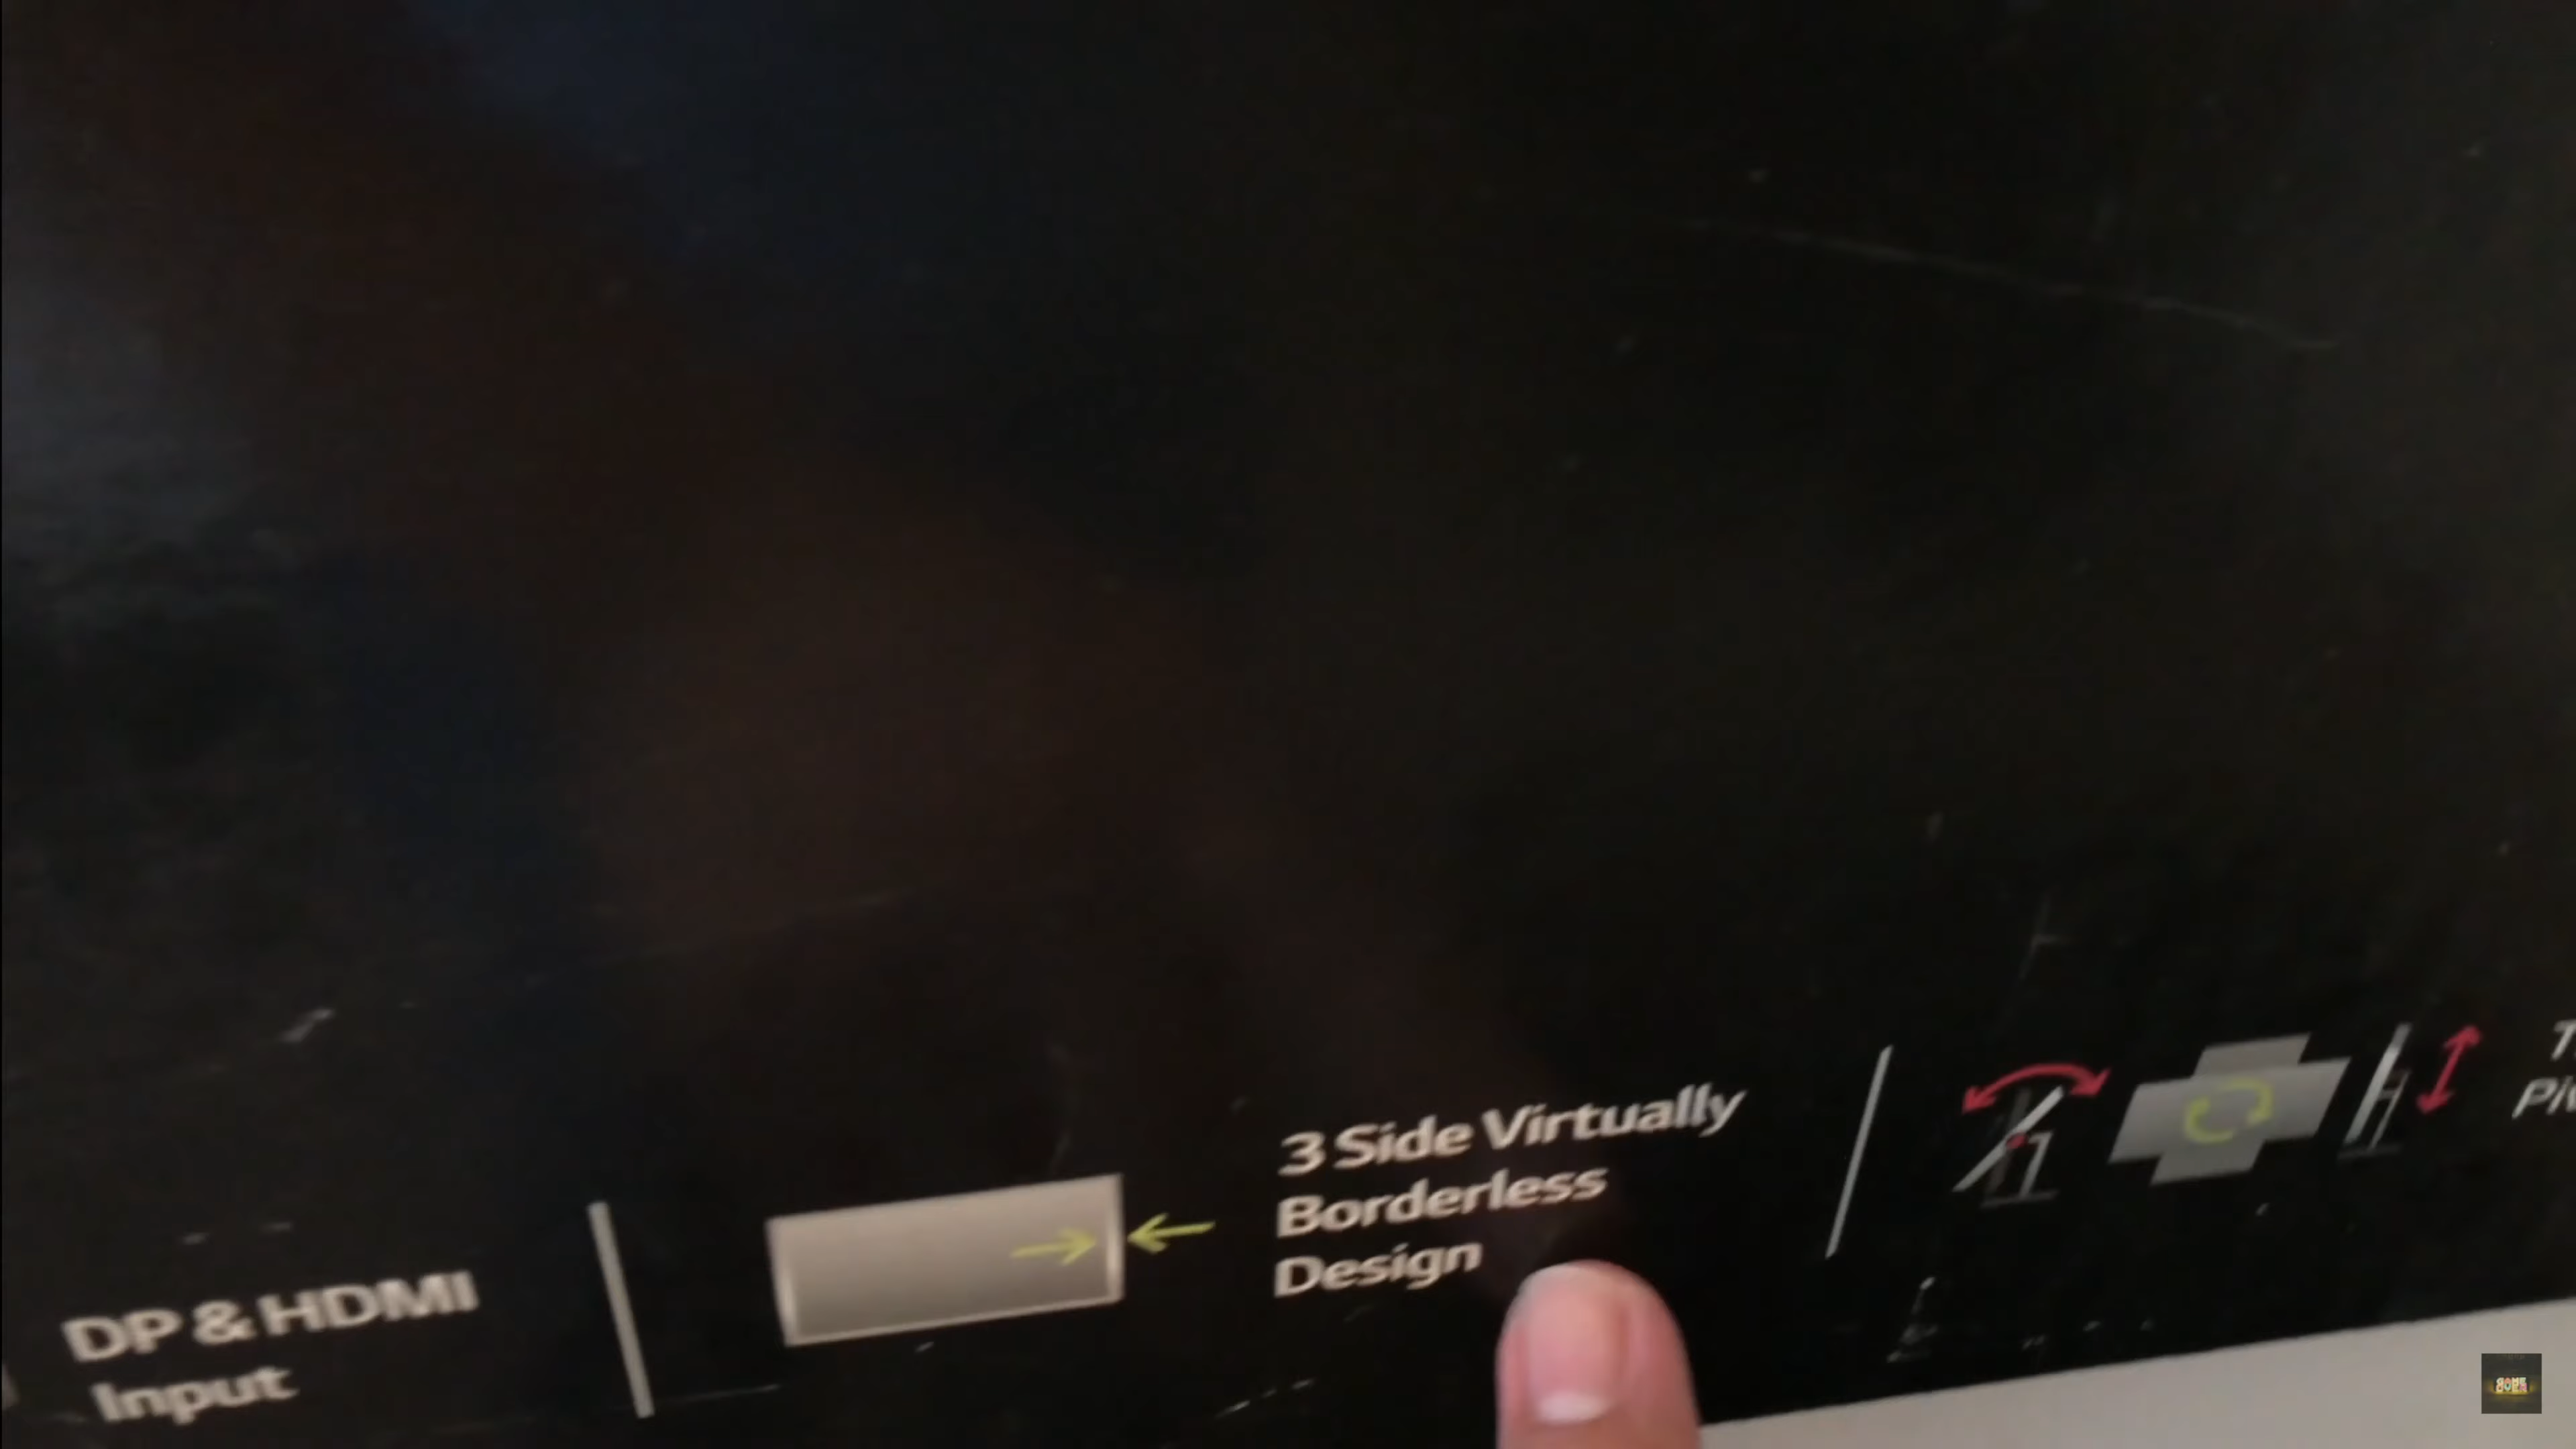 DP & HDMI
Input
3 Side Virtually
Borderless
Design